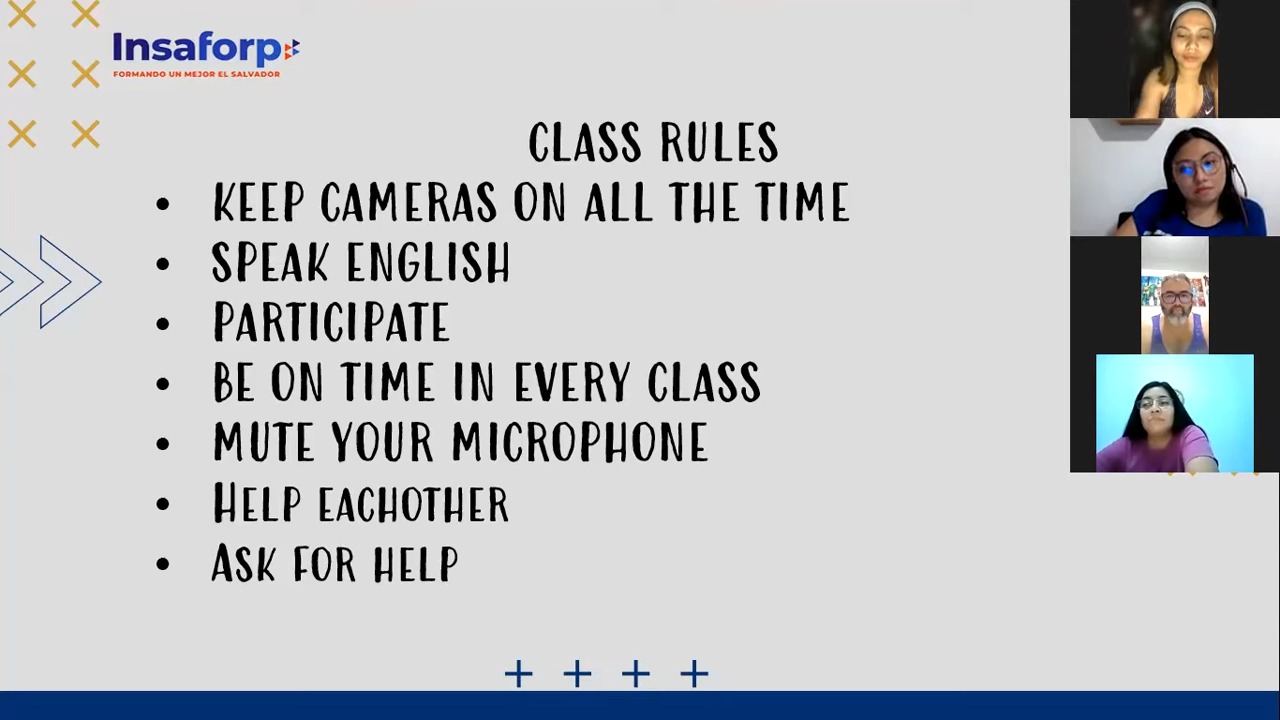 Insaforp
FORMANDO UN MEJOR EL SALVADOR
CLASS RULES
• KEEP CAMERAS ON ALL THE TIME
• SPEAK ENGLISH
• PARTICIPATE
• BE ON TIME IN EVERY CLASS
• MUTE YOUR MICROPHONE
• HELP EACHOTHER
• ASK FOR HELP